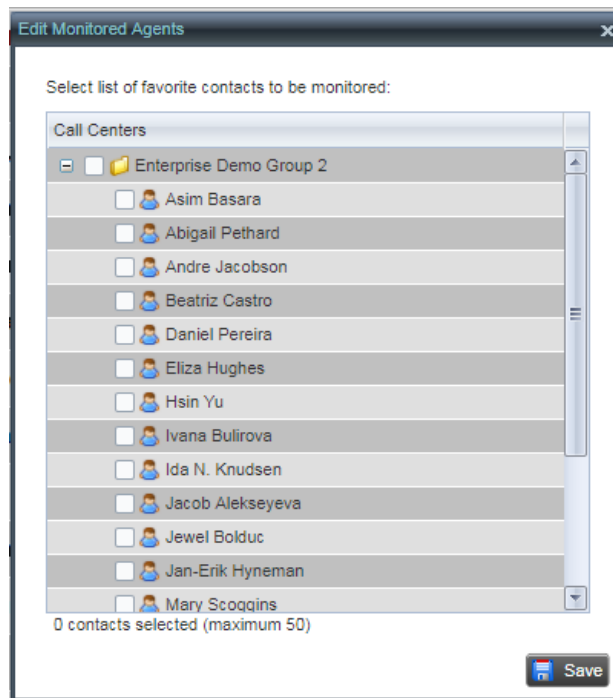 Edit Monitored Agents
Select list of favorite contacts to be monitored:
Call Centers
Enterprise Demo Group 2
Asim Basara
Abigail Pethard
Andre Jacobson
Beatriz Castro
Daniel Pereira
Eliza Hughes
Hsin Yu
Ivana Bulirova
Ida N. Knudsen
Jacob Alekseyeva
Jewel Bolduc
Jan-Erik Hyneman
Mary Scoggins
0 contacts selected (maximum 50)
Save